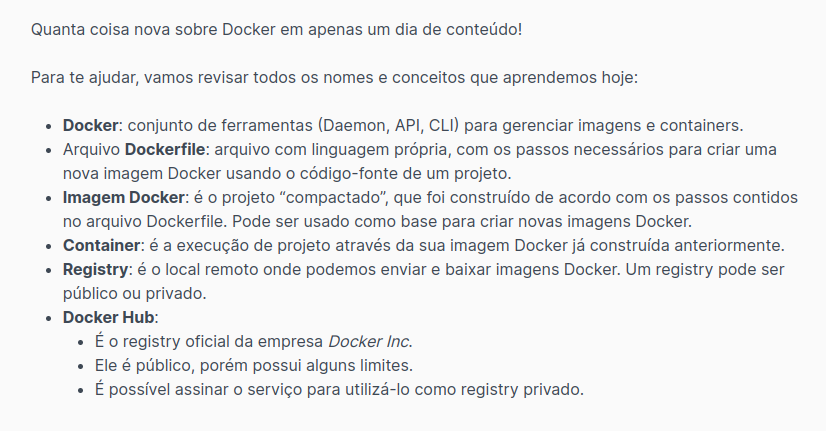 Quanta coisa nova sobre Docker em apenas um dia de conteúdo!
Para te ajudar, vamos revisar todos os nomes e conceitos que aprendemos hoje:
• Docker: conjunto de ferramentas (Daemon, API, CLI) para gerenciar imagens e containers.
• Arquivo Dockerfile: arquivo com linguagem própria, com os passos necessários para criar uma
nova imagem Docker usando o código-fonte de um projeto.
• Imagem Docker: é o projeto “compactado”, que foi construído de acordo com os passos contidos
no arquivo Dockerfile. Pode ser usado como base para criar novas imagens Docker.
• Container: é a execução de projeto através da sua imagem Docker já construída anteriormente.
• Registry: é o local remoto onde podemos enviar e baixar imagens Docker. Um registry pode ser
público ou privado.
• Docker Hub:
• É o registry oficial da empresa Docker Inc.
• Ele é público, porém possui alguns limites.
• É possível assinar o serviço para utilizá-lo como registry privado.